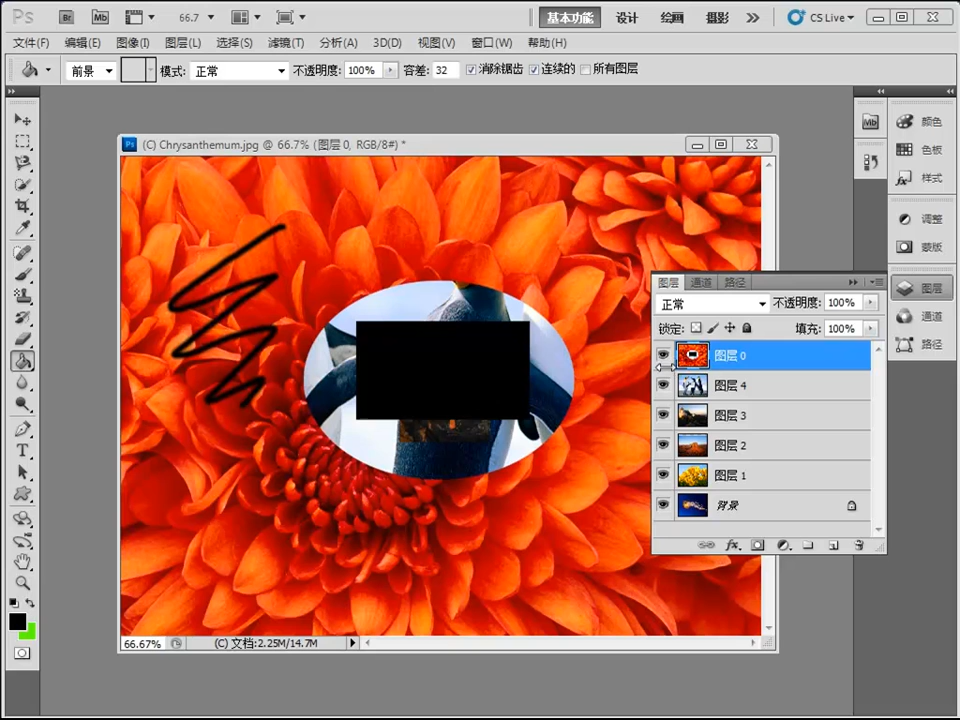 Ps Br Mb 66.7 基本功能 设计 绘画 摄影 CS Live
文件(F) 编辑(E) 图像(I) 图层(L) 选择(S) 滤镜(T) 分析(A) 3D(D) 视图(V) 窗口(W) 帮助(H)
前景 模式: 正常 不透明度: 100% 容差: 32 消除锯齿 连续的 所有图层
Ps (C) Chrysanthemum.jpg @ 66.7% (图层 0, RGB/8#) *
Mb 颜色
色板
样式
调整
蒙版
图层
通道
路径
图层 通道 路径
正常 不透明度: 100%
锁定: 填充: 100%
图层 0
图层 4
图层 3
图层 2
图层 1
背景
66.67% (C) 文档:2.25M/14.7M